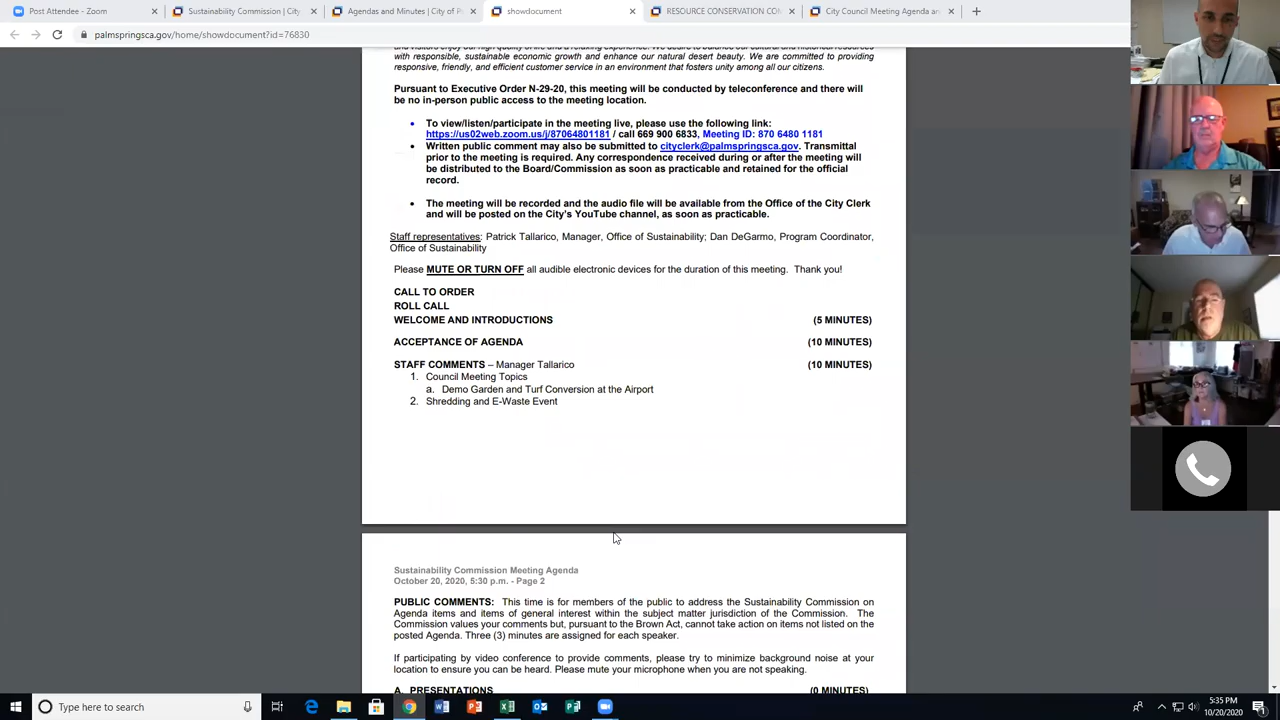 Post Attendee - Zoom
Sustainability Commission | City
Agendas and Minutes | City of P
showdocument
RESOURCE CONSERVATION COM
City Council Meeting Agenda an
palmspringsca.gov/home/showdocument?id=76830
and visitors enjoy our high quality of life and a relaxing experience. We desire to balance our cultural and historical resources
with responsible, sustainable economic growth and enhance our natural desert beauty. We are committed to providing
responsive, friendly, and efficient customer service in an environment that fosters unity among all our citizens.
Pursuant to Executive Order N-29-20, this meeting will be conducted by teleconference and there will
be no in-person public access to the meeting location.
• To view/listen/participate in the meeting live, please use the following link:
https://us02web.zoom.us/j/87064801181 / call 669 900 6833, Meeting ID: 870 6480 1181
• Written public comment may also be submitted to cityclerk@palmspringsca.gov. Transmittal
prior to the meeting is required. Any correspondence received during or after the meeting will
be distributed to the Board/Commission as soon as practicable and retained for the official
record.
• The meeting will be recorded and the audio file will be available from the Office of the City Clerk
and will be posted on the City's YouTube channel, as soon as practicable.
Staff representatives: Patrick Tallarico, Manager, Office of Sustainability; Dan DeGarmo, Program Coordinator,
Office of Sustainability
Please MUTE OR TURN OFF all audible electronic devices for the duration of this meeting. Thank you!
CALL TO ORDER
ROLL CALL
WELCOME AND INTRODUCTIONS (5 MINUTES)
ACCEPTANCE OF AGENDA (10 MINUTES)
STAFF COMMENTS – Manager Tallarico (10 MINUTES)
1. Council Meeting Topics
a. Demo Garden and Turf Conversion at the Airport
2. Shredding and E-Waste Event
Sustainability Commission Meeting Agenda
October 20, 2020, 5:30 p.m. - Page 2
PUBLIC COMMENTS: This time is for members of the public to address the Sustainability Commission on
Agenda items and items of general interest within the subject matter jurisdiction of the Commission. The
Commission values your comments but, pursuant to the Brown Act, cannot take action on items not listed on the
posted Agenda. Three (3) minutes are assigned for each speaker.
If participating by video conference to provide comments, please try to minimize background noise at your
location to ensure you can be heard. Please mute your microphone when you are not speaking.
A. PRESENTATIONS (0 MINUTES)
Type here to search
5:35 PM
10/20/2020